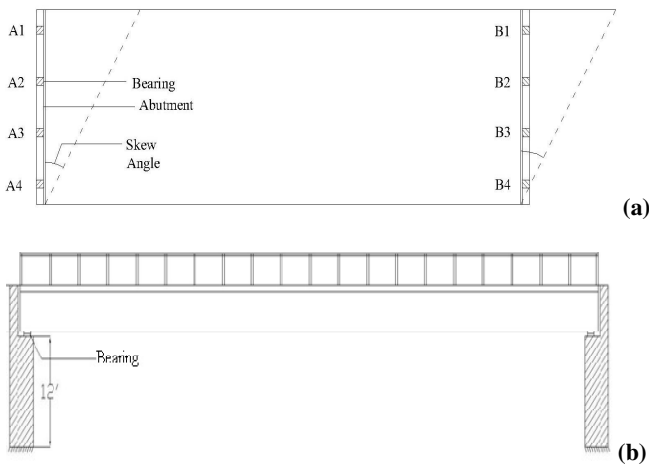 A1 B1
A2 Bearing B2
Abutment
A3 Skew B3
Angle
A4 B4
(a)
Bearing
12'
(b)